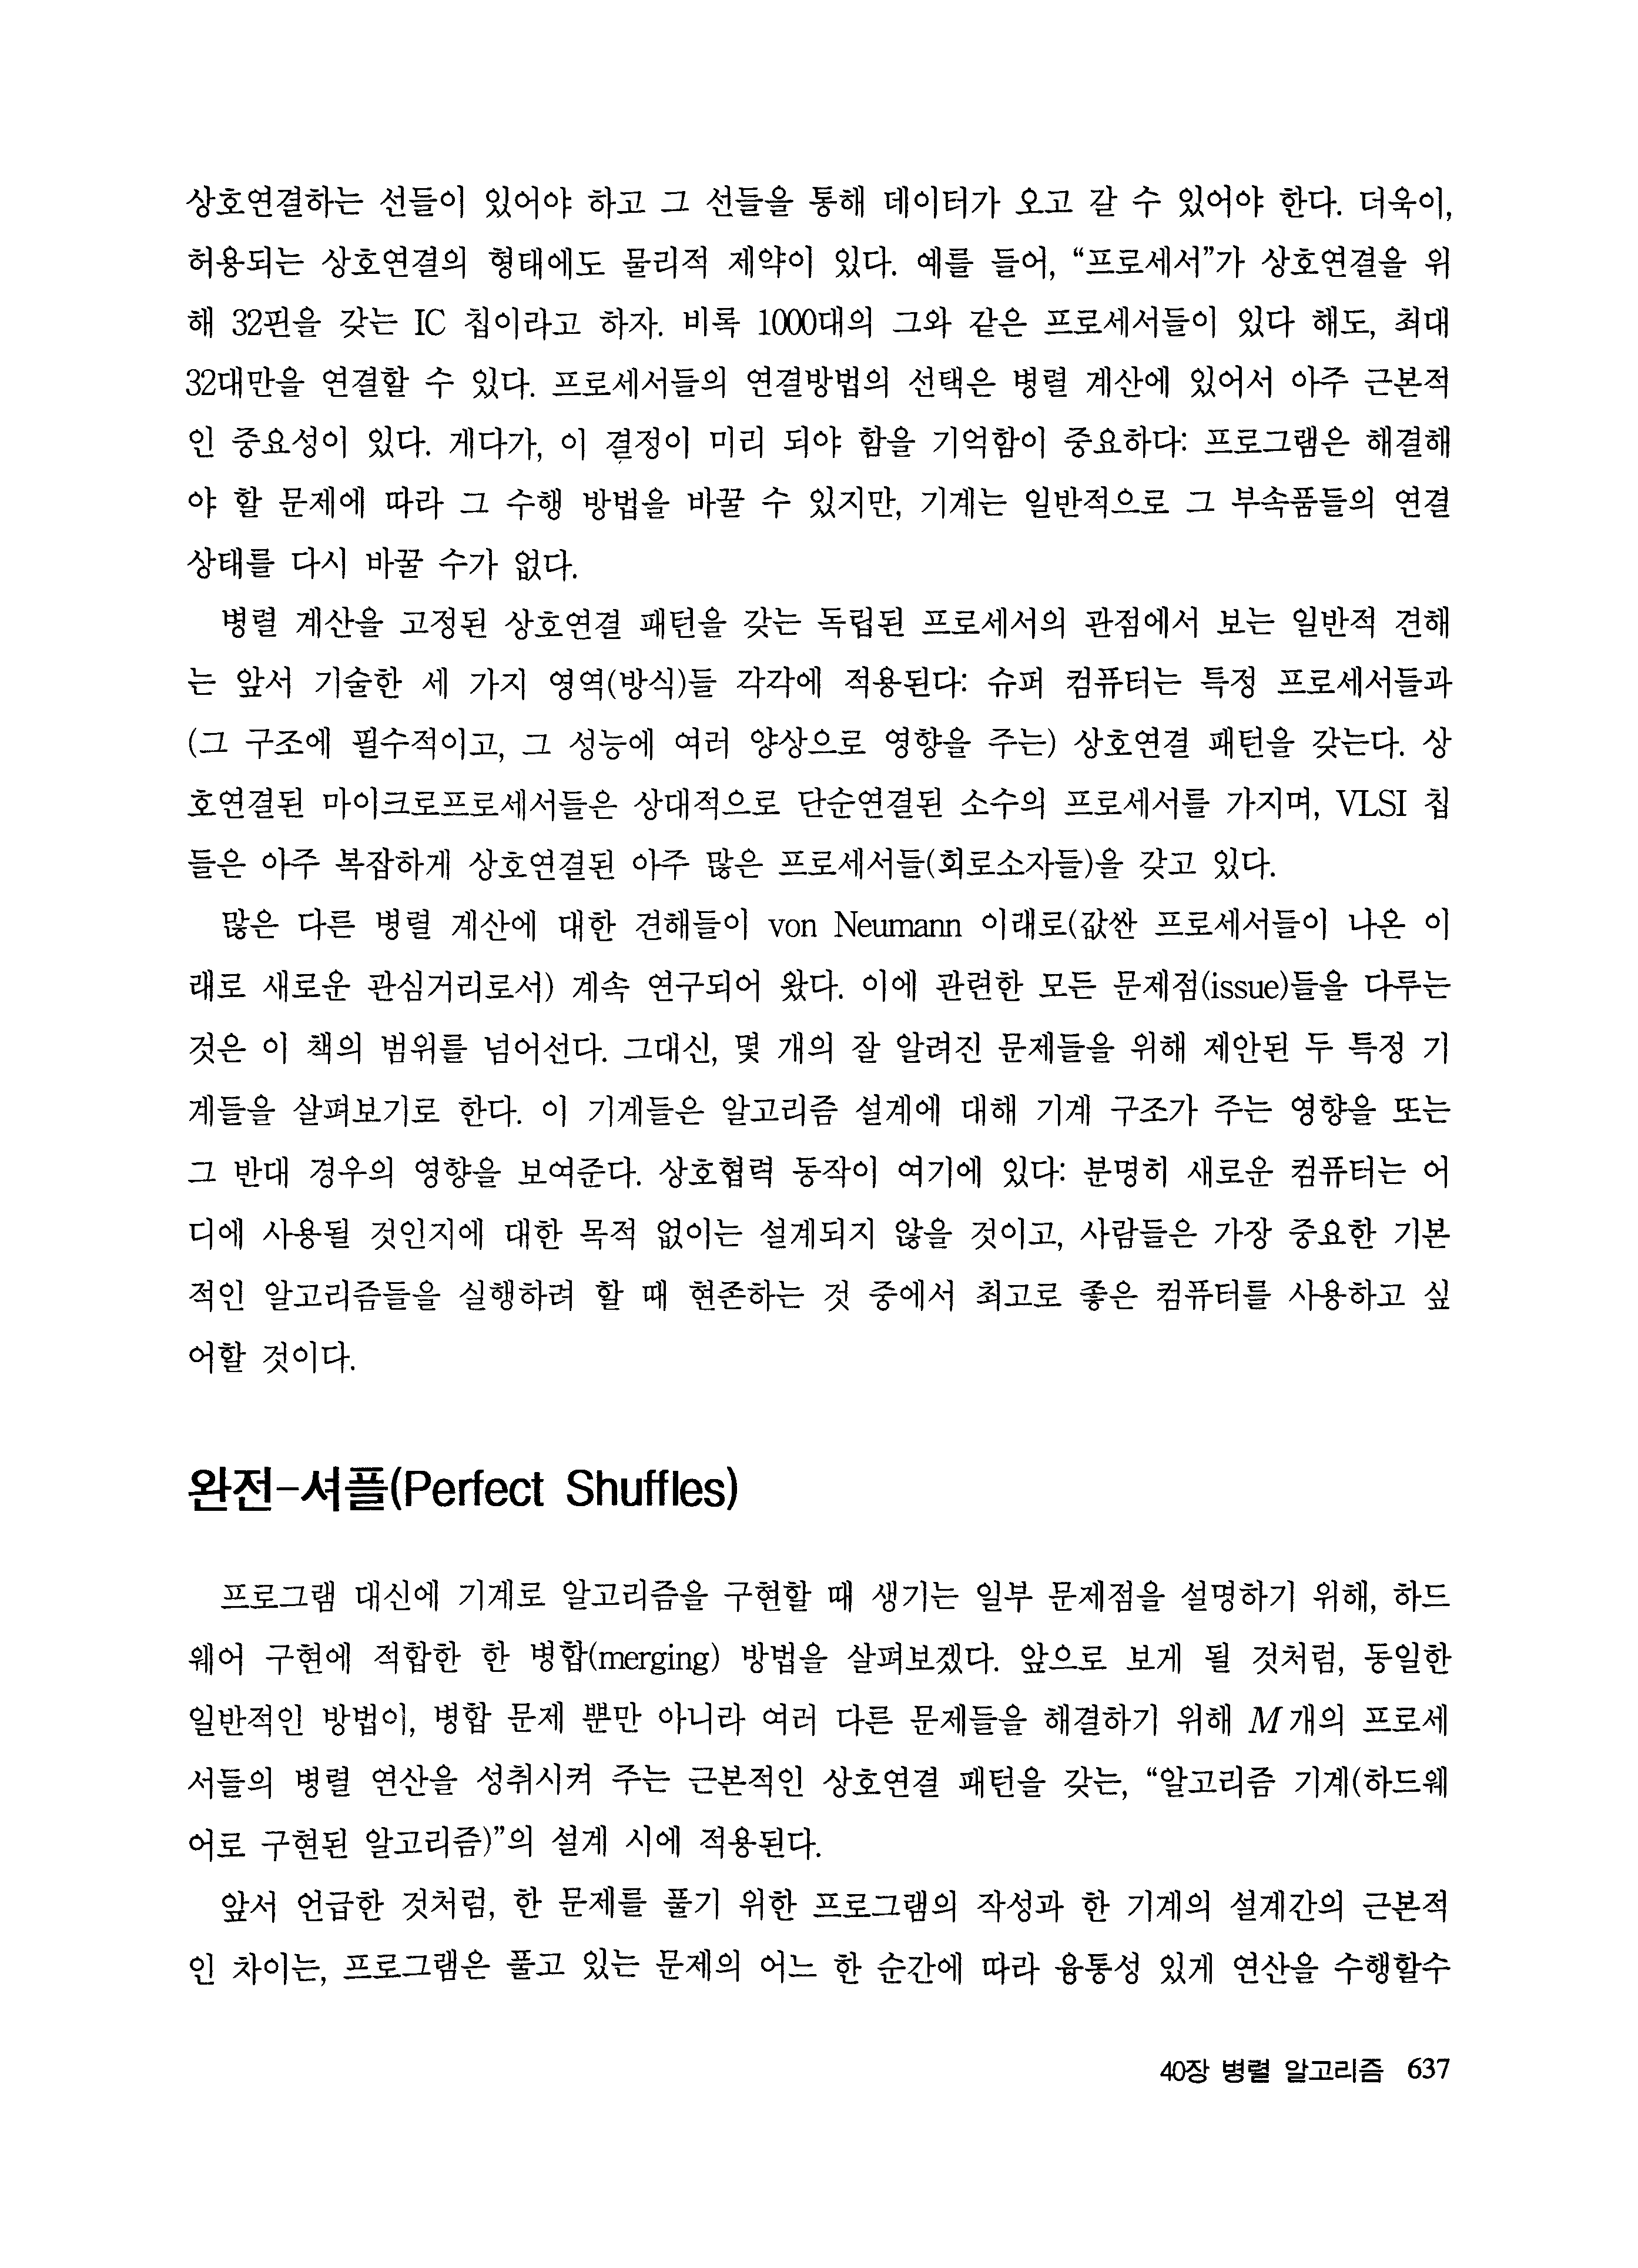 상호연결하는 선들이 있어야 하고 그 선들을 통해 데이터가 오고 갈 수 있어야 한다. 더욱이,
허용되는 상호연결의 형태에도 물리적 제약이 있다. 예를 들어, “프로세서”가 상호연결을 위
해 32핀을 갖는 IC 칩이라고 하자. 비록 1000대의 그와 같은 프로세서들이 있다 해도, 최대
32대만을 연결할 수 있다. 프로세서들의 연결방법의 선택은 병렬 계산에 있어서 아주 근본적
인 중요성이 있다. 게다가, 이 결정이 미리 되야 함을 기억함이 중요하다: 프로그램은 해결해
야 할 문제에 따라 그 수행 방법을 바꿀 수 있지만, 기계는 일반적으로 그 부속품들의 연결
상태를 다시 바꿀 수가 없다.
병렬 계산을 고정된 상호연결 패턴을 갖는 독립된 프로세서의 관점에서 보는 일반적 견해
는 앞서 기술한 세 가지 영역(방식)들 각각에 적용된다: 슈퍼 컴퓨터는 특정 프로세서들과
(그 구조에 필수적이고, 그 성능에 여러 양상으로 영향을 주는) 상호연결 패턴을 갖는다. 상
호연결된 마이크로프로세서들은 상대적으로 단순연결된 소수의 프로세서를 가지며, VLSI 칩
들은 아주 복잡하게 상호연결된 아주 많은 프로세서들(회로소자들)을 갖고 있다.
많은 다른 병렬 계산에 대한 견해들이 von Neumann 이래로(값싼 프로세서들이 나온 이
래로 새로운 관심거리로서) 계속 연구되어 왔다. 이에 관련한 모든 문제점(issue)들을 다루는
것은 이 책의 범위를 넘어선다. 그대신, 몇 개의 잘 알려진 문제들을 위해 제안된 두 특정 기
계들을 살펴보기로 한다. 이 기계들은 알고리즘 설계에 대해 기계 구조가 주는 영향을 또는
그 반대 경우의 영향을 보여준다. 상호협력 동작이 여기에 있다: 분명히 새로운 컴퓨터는 어
디에 사용될 것인지에 대한 목적 없이는 설계되지 않을 것이고, 사람들은 가장 중요한 기본
적인 알고리즘들을 실행하려 할 때 현존하는 것 중에서 최고로 좋은 컴퓨터를 사용하고 싶
어할 것이다.
완전-셔플(Perfect Shuffles)
프로그램 대신에 기계로 알고리즘을 구현할 때 생기는 일부 문제점을 설명하기 위해, 하드
웨어 구현에 적합한 한 병합(merging) 방법을 살펴보겠다. 앞으로 보게 될 것처럼, 동일한
일반적인 방법이, 병합 문제 뿐만 아니라 여러 다른 문제들을 해결하기 위해 M개의 프로세
서들의 병렬 연산을 성취시켜 주는 근본적인 상호연결 패턴을 갖는, “알고리즘 기계(하드웨
어로 구현된 알고리즘)”의 설계 시에 적용된다.
앞서 언급한 것처럼, 한 문제를 풀기 위한 프로그램의 작성과 한 기계의 설계간의 근본적
인 차이는, 프로그램은 풀고 있는 문제의 어느 한 순간에 따라 융통성 있게 연산을 수행할수
40장 병렬 알고리즘 637